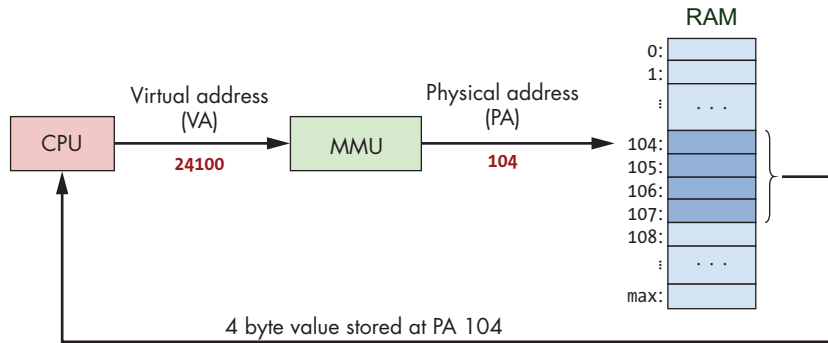 RAM
0:
1:
⋮ . . .
Virtual address
(VA)
Physical address
(PA)
CPU
MMU
24100
104
104:
105:
106:
107:
108:
⋮ . . .
max:
4 byte value stored at PA 104